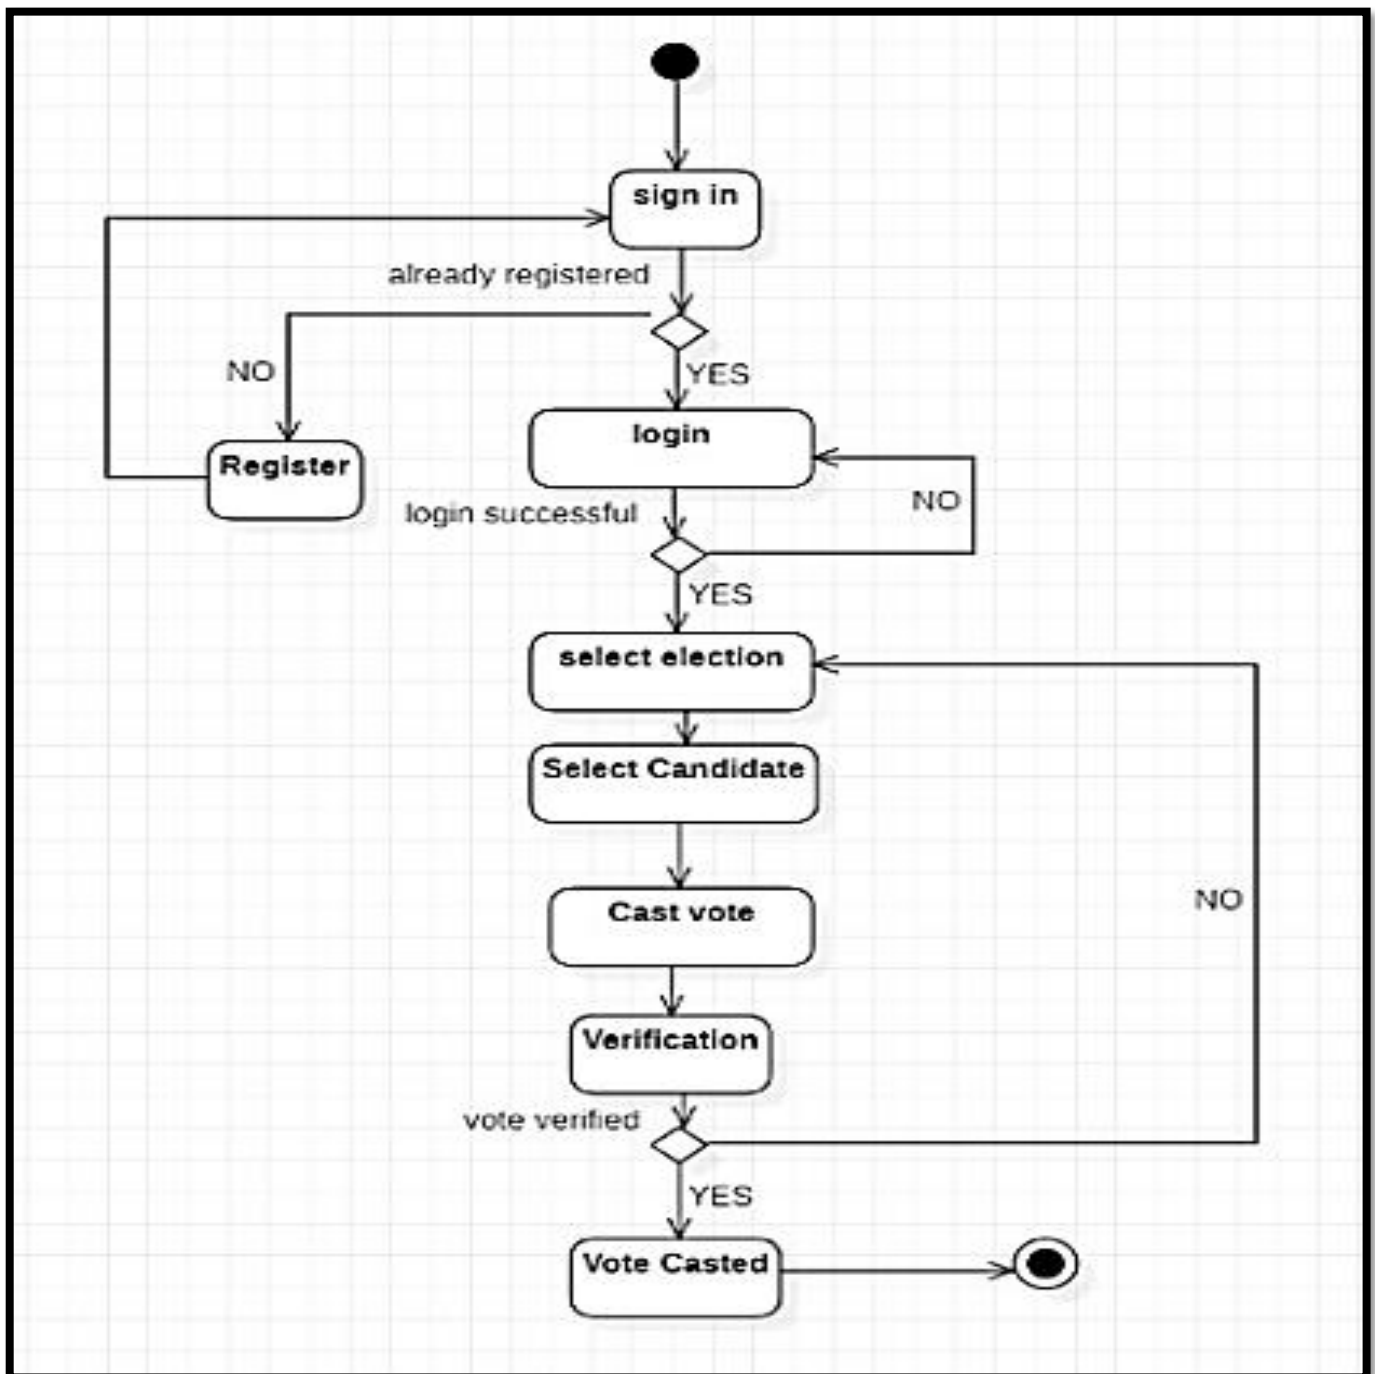 sign in
already registered
NO
YES
login
Register
login successful
NO
YES
select election
Select Candidate
NO
Cast vote
Verification
vote verified
YES
Vote Casted